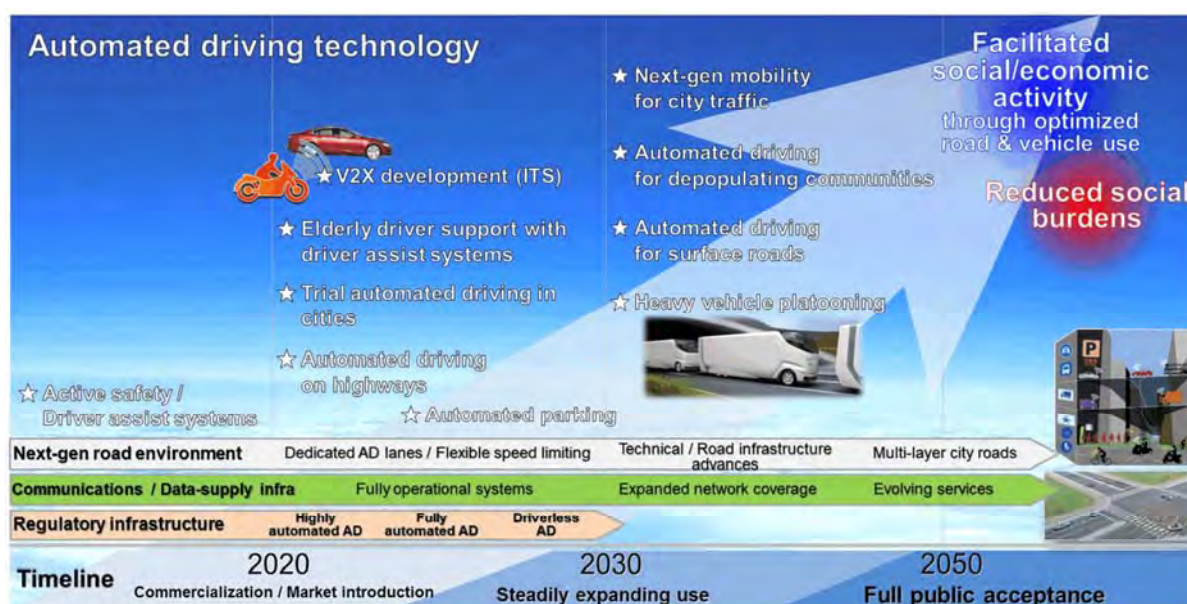 Automated driving technology
Facilitated
social/economic
activity
through optimized
road & vehicle use
Reduced social
burdens
☆ Next-gen mobility
for city traffic
☆ Automated driving
for depopulating communities
☆ Automated driving
for surface roads
☆ Heavy vehicle platooning
☆ V2X development (ITS)
☆ Elderly driver support with
driver assist systems
☆ Trial automated driving in
cities
☆ Automated driving
on highways
☆ Active safety /
Driver assist systems
☆ Automated parking
P
Next-gen road environment
Dedicated AD lanes / Flexible speed limiting
Technical / Road infrastructure
advances
Multi-layer city roads
Communications / Data-supply infra
Fully operational systems
Expanded network coverage
Evolving services
Regulatory infrastructure
Highly
automated AD
Fully
automated AD
Driverless
AD
Timeline
2020
Commercialization / Market introduction
2030
Steadily expanding use
2050
Full public acceptance